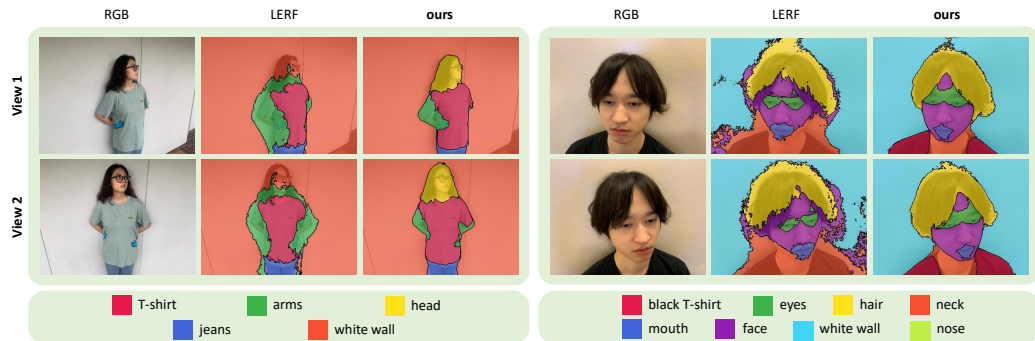 RGB LERF ours RGB LERF ours
View 1
View 2
T-shirt arms head
jeans white wall
black T-shirt eyes hair neck
mouth face white wall nose